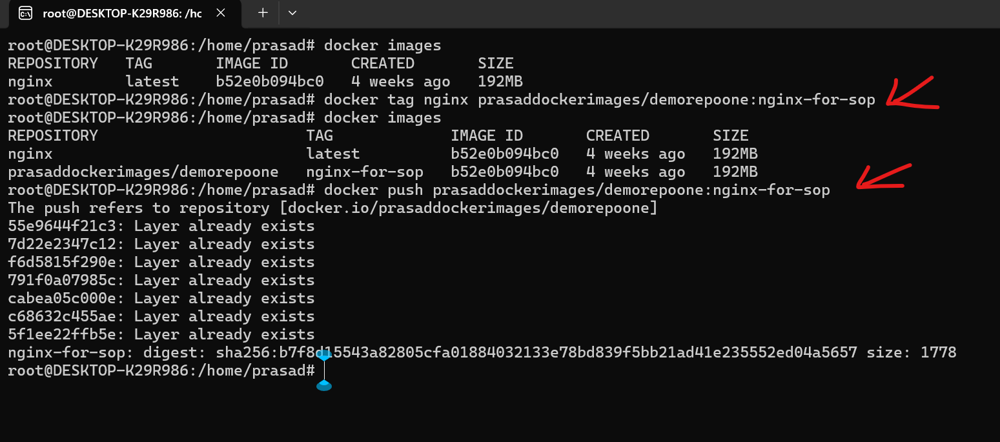 root@DESKTOP-K29R986: /hc
root@DESKTOP-K29R986:/home/prasad# docker images
REPOSITORY   TAG       IMAGE ID       CREATED       SIZE
nginx        latest    b52e0b094bc0   4 weeks ago   192MB
root@DESKTOP-K29R986:/home/prasad# docker tag nginx prasaddockerimages/demorepoone:nginx-for-sop
root@DESKTOP-K29R986:/home/prasad# docker images
REPOSITORY                       TAG             IMAGE ID       CREATED       SIZE
nginx                            latest          b52e0b094bc0   4 weeks ago   192MB
prasaddockerimages/demorepoone   nginx-for-sop   b52e0b094bc0   4 weeks ago   192MB
root@DESKTOP-K29R986:/home/prasad# docker push prasaddockerimages/demorepoone:nginx-for-sop
The push refers to repository [docker.io/prasaddockerimages/demorepoone]
55e9644f21c3: Layer already exists
7d22e2347c12: Layer already exists
f6d5815f290e: Layer already exists
791f0a07985c: Layer already exists
cabea05c000e: Layer already exists
c68632c455ae: Layer already exists
5f1ee22ffb5e: Layer already exists
nginx-for-sop: digest: sha256:b7f8d15543a82805cfa01884032133e78bd839f5bb21ad41e235552ed04a5657 size: 1778
root@DESKTOP-K29R986:/home/prasad#